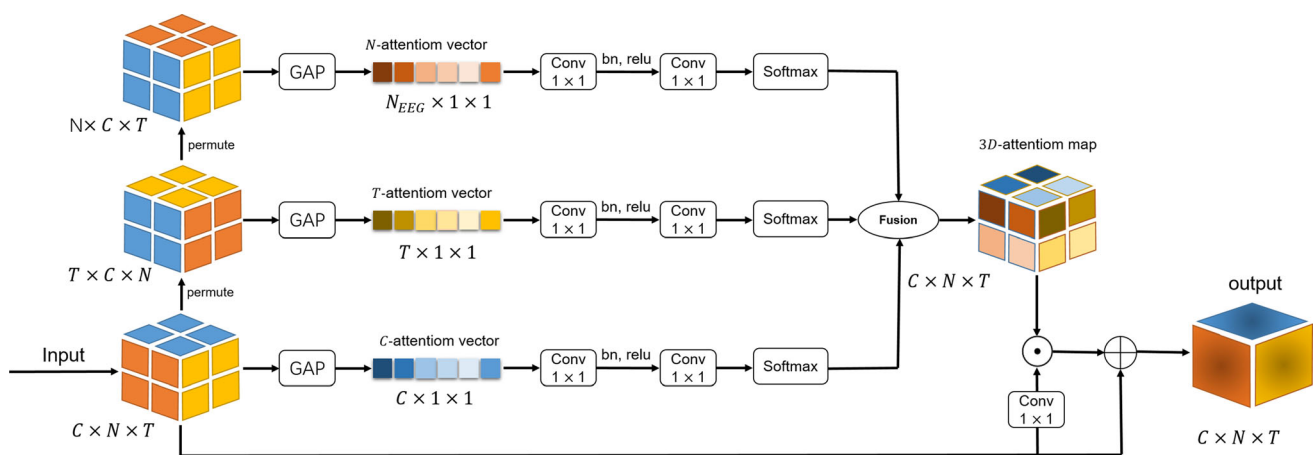 N-attentiom vector
GAP
Conv
1 × 1
bn, relu
Conv
1 × 1
Softmax
N_{EEG} × 1 × 1
N× C × T
permute
3D-attentiom map
T-attentiom vector
GAP
Conv
1 × 1
bn, relu
Conv
1 × 1
Softmax
Fusion
T × 1 × 1
T × C × N
C × N × T
permute
output
Input
C-attentiom vector
GAP
Conv
1 × 1
bn, relu
Conv
1 × 1
Softmax
C × 1 × 1
Conv
1 × 1
C × N × T
C × N × T